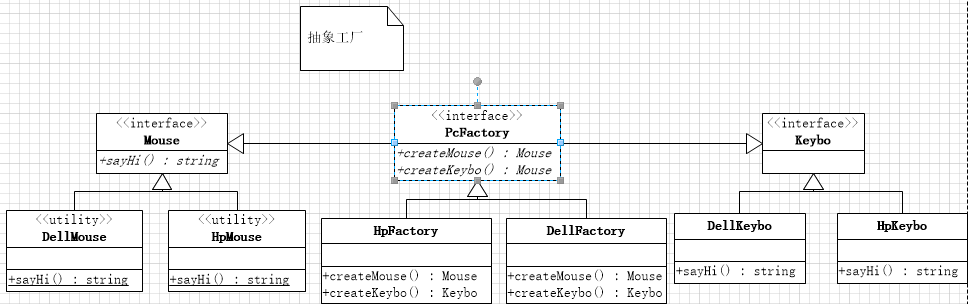 抽象工厂
<<interface>>
Mouse
+sayHi() : string
<<interface>>
PcFactory
+createMouse() : Mouse
+createKeybo() : Mouse
<<interface>>
Keybo
<<utility>>
DellMouse
+sayHi() : string
<<utility>>
HpMouse
+sayHi() : string
HpFactory
+createMouse() : Mouse
+createKeybo() : Keybo
DellFactory
+createMouse() : Mouse
+createKeybo() : Keybo
DellKeybo
+sayHi() : string
HpKeybo
+sayHi() : string